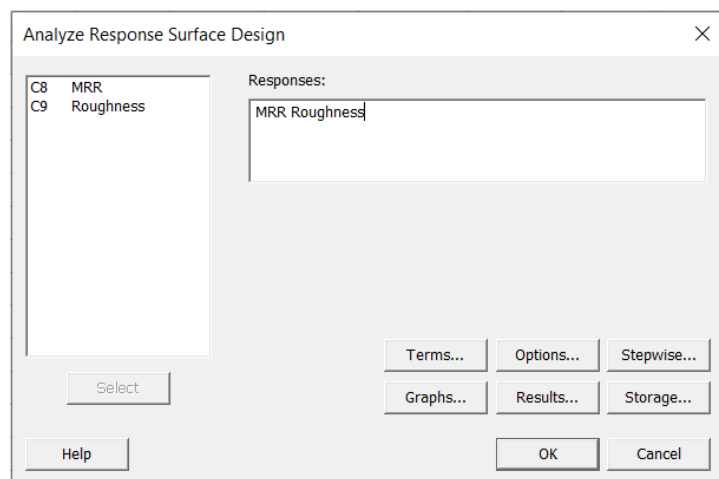 Analyze Response Surface Design
C8 MRR
C9 Roughness
Responses:
MRR Roughness
Terms...
Options...
Stepwise...
Select
Graphs...
Results...
Storage...
Help
OK
Cancel